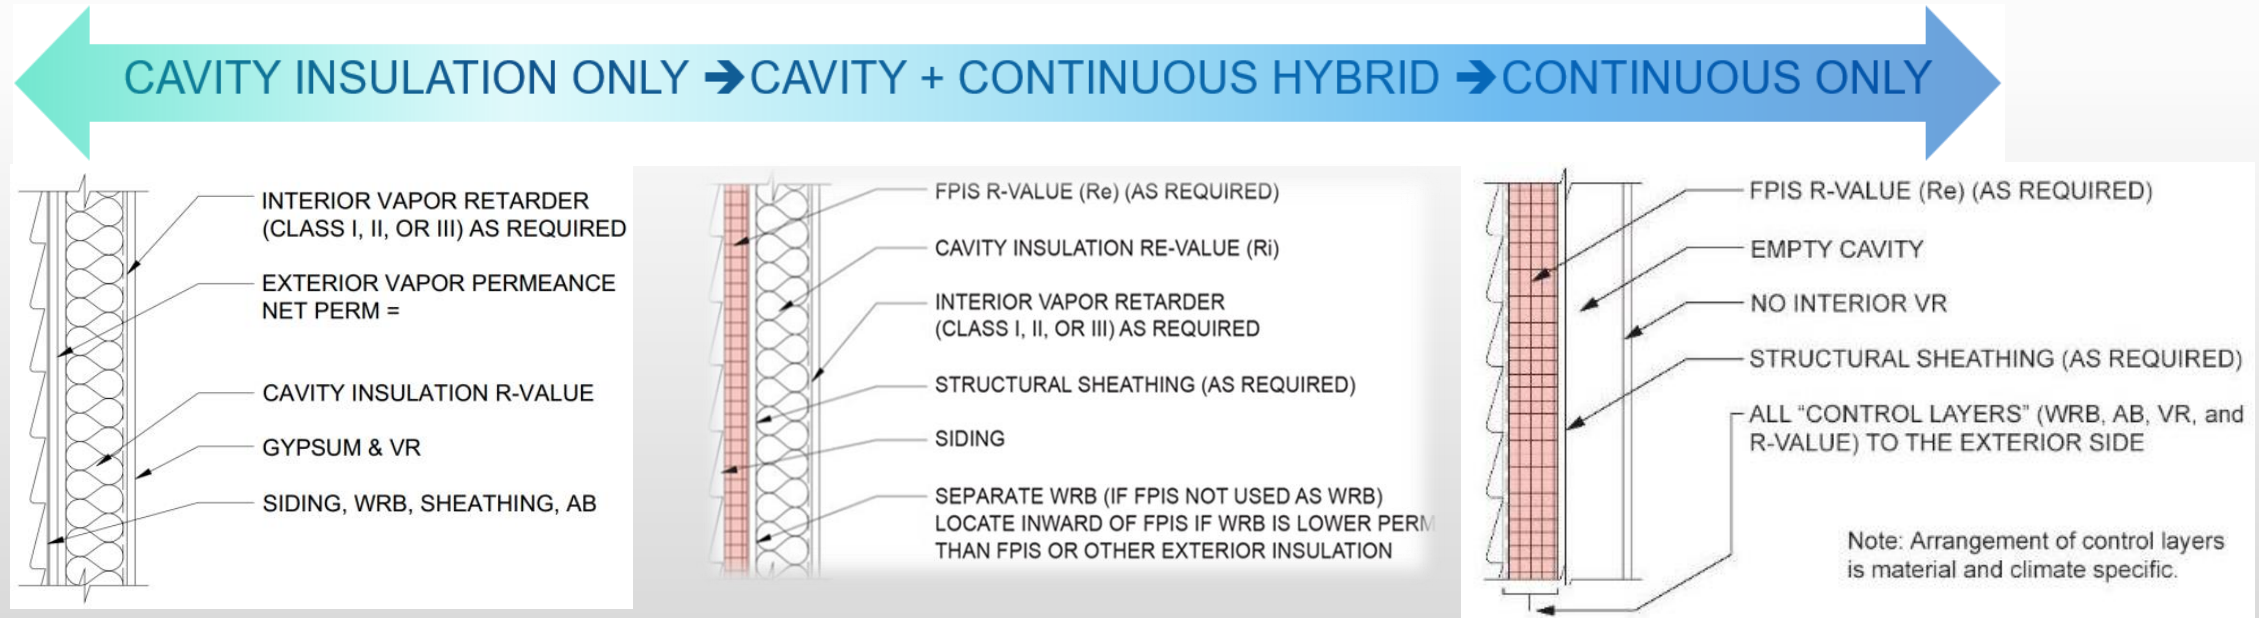 CAVITY INSULATION ONLY ➔ CAVITY + CONTINUOUS HYBRID ➔ CONTINUOUS ONLY
INTERIOR VAPOR RETARDER
(CLASS I, II, OR III) AS REQUIRED
EXTERIOR VAPOR PERMEANCE
NET PERM =
CAVITY INSULATION R-VALUE
GYPSUM & VR
SIDING, WRB, SHEATHING, AB
FPIS R-VALUE (Re) (AS REQUIRED)
CAVITY INSULATION RE-VALUE (Ri)
INTERIOR VAPOR RETARDER
(CLASS I, II, OR III) AS REQUIRED
STRUCTURAL SHEATHING (AS REQUIRED)
SIDING
SEPARATE WRB (IF FPIS NOT USED AS WRB)
LOCATE INWARD OF FPIS IF WRB IS LOWER PERM
THAN FPIS OR OTHER EXTERIOR INSULATION
FPIS R-VALUE (Re) (AS REQUIRED)
EMPTY CAVITY
NO INTERIOR VR
STRUCTURAL SHEATHING (AS REQUIRED)
ALL “CONTROL LAYERS” (WRB, AB, VR, and
R-VALUE) TO THE EXTERIOR SIDE
Note: Arrangement of control layers
is material and climate specific.